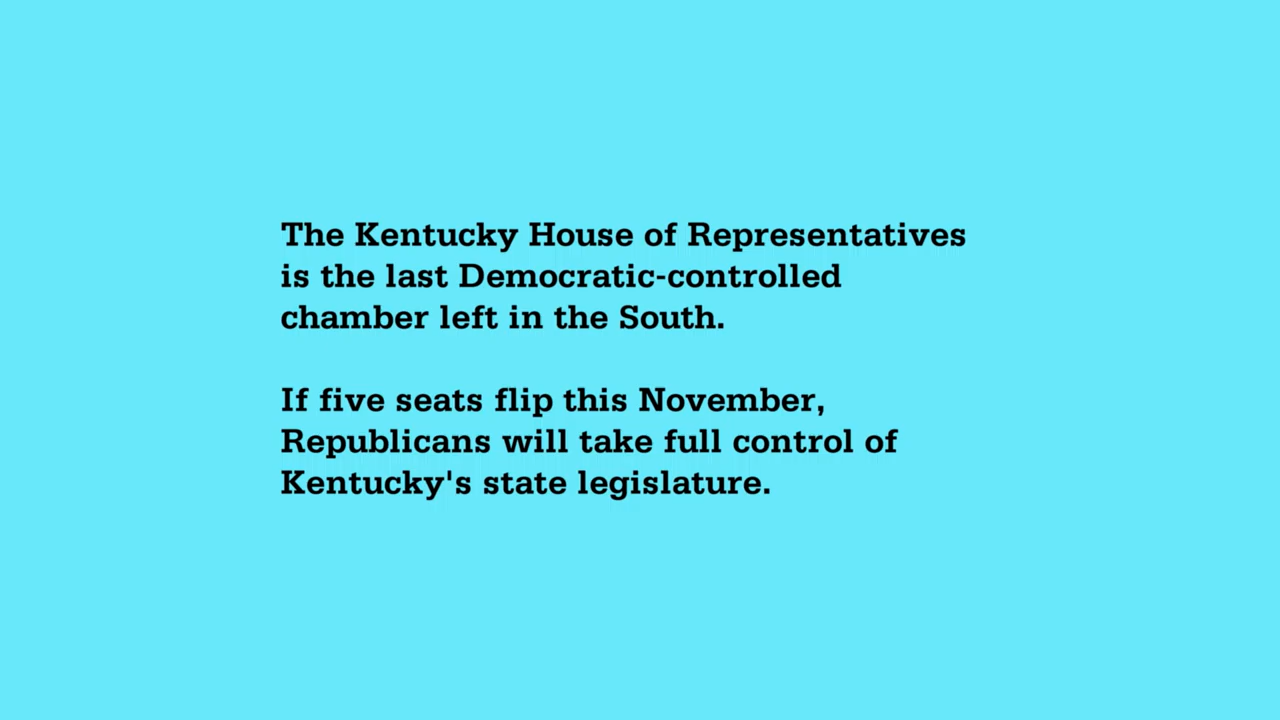 The Kentucky House of Representatives
is the last Democratic-controlled
chamber left in the South.
If five seats flip this November,
Republicans will take full control of
Kentucky's state legislature.